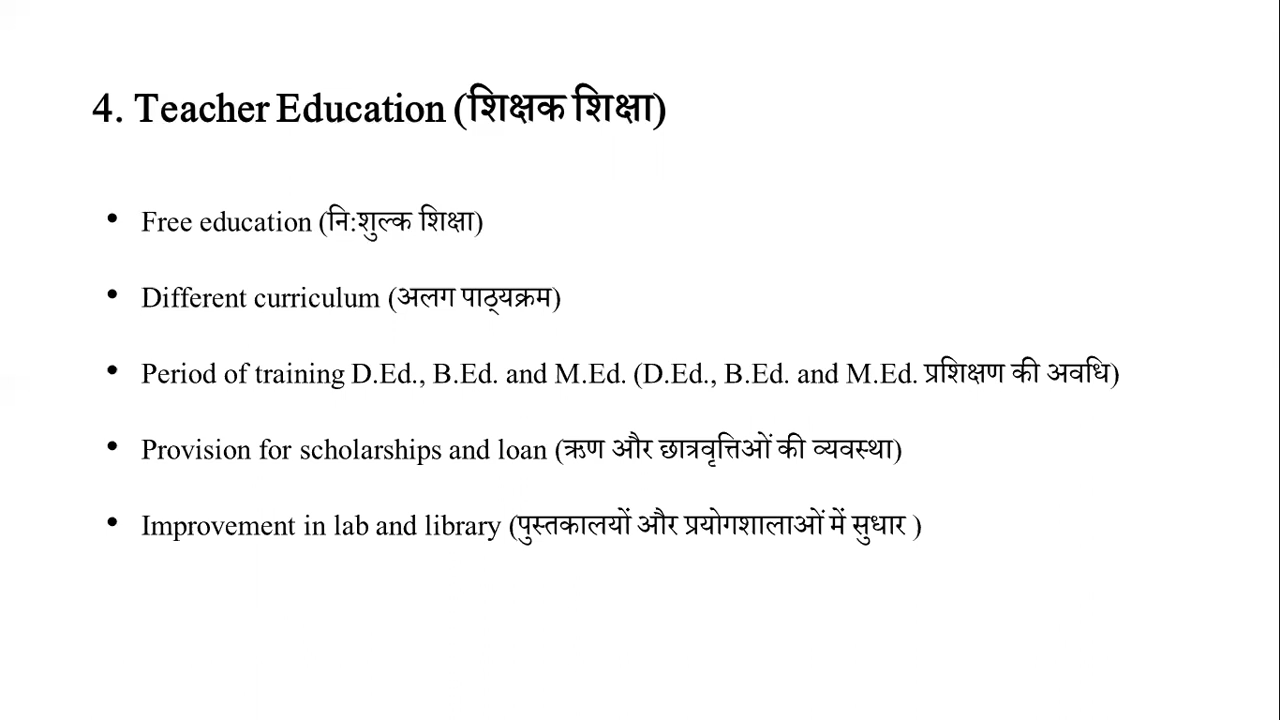 4. Teacher Education (शिक्षक शिक्षा)
• Free education (नि:शुल्क शिक्षा)
• Different curriculum (अलग पाठ्यक्रम)
• Period of training D.Ed., B.Ed. and M.Ed. (D.Ed., B.Ed. and M.Ed. प्रशिक्षण की अवधि)
• Provision for scholarships and loan (ऋण और छात्रवृत्तिओं की व्यवस्था)
• Improvement in lab and library (पुस्तकालयों और प्रयोगशालाओं में सुधार )